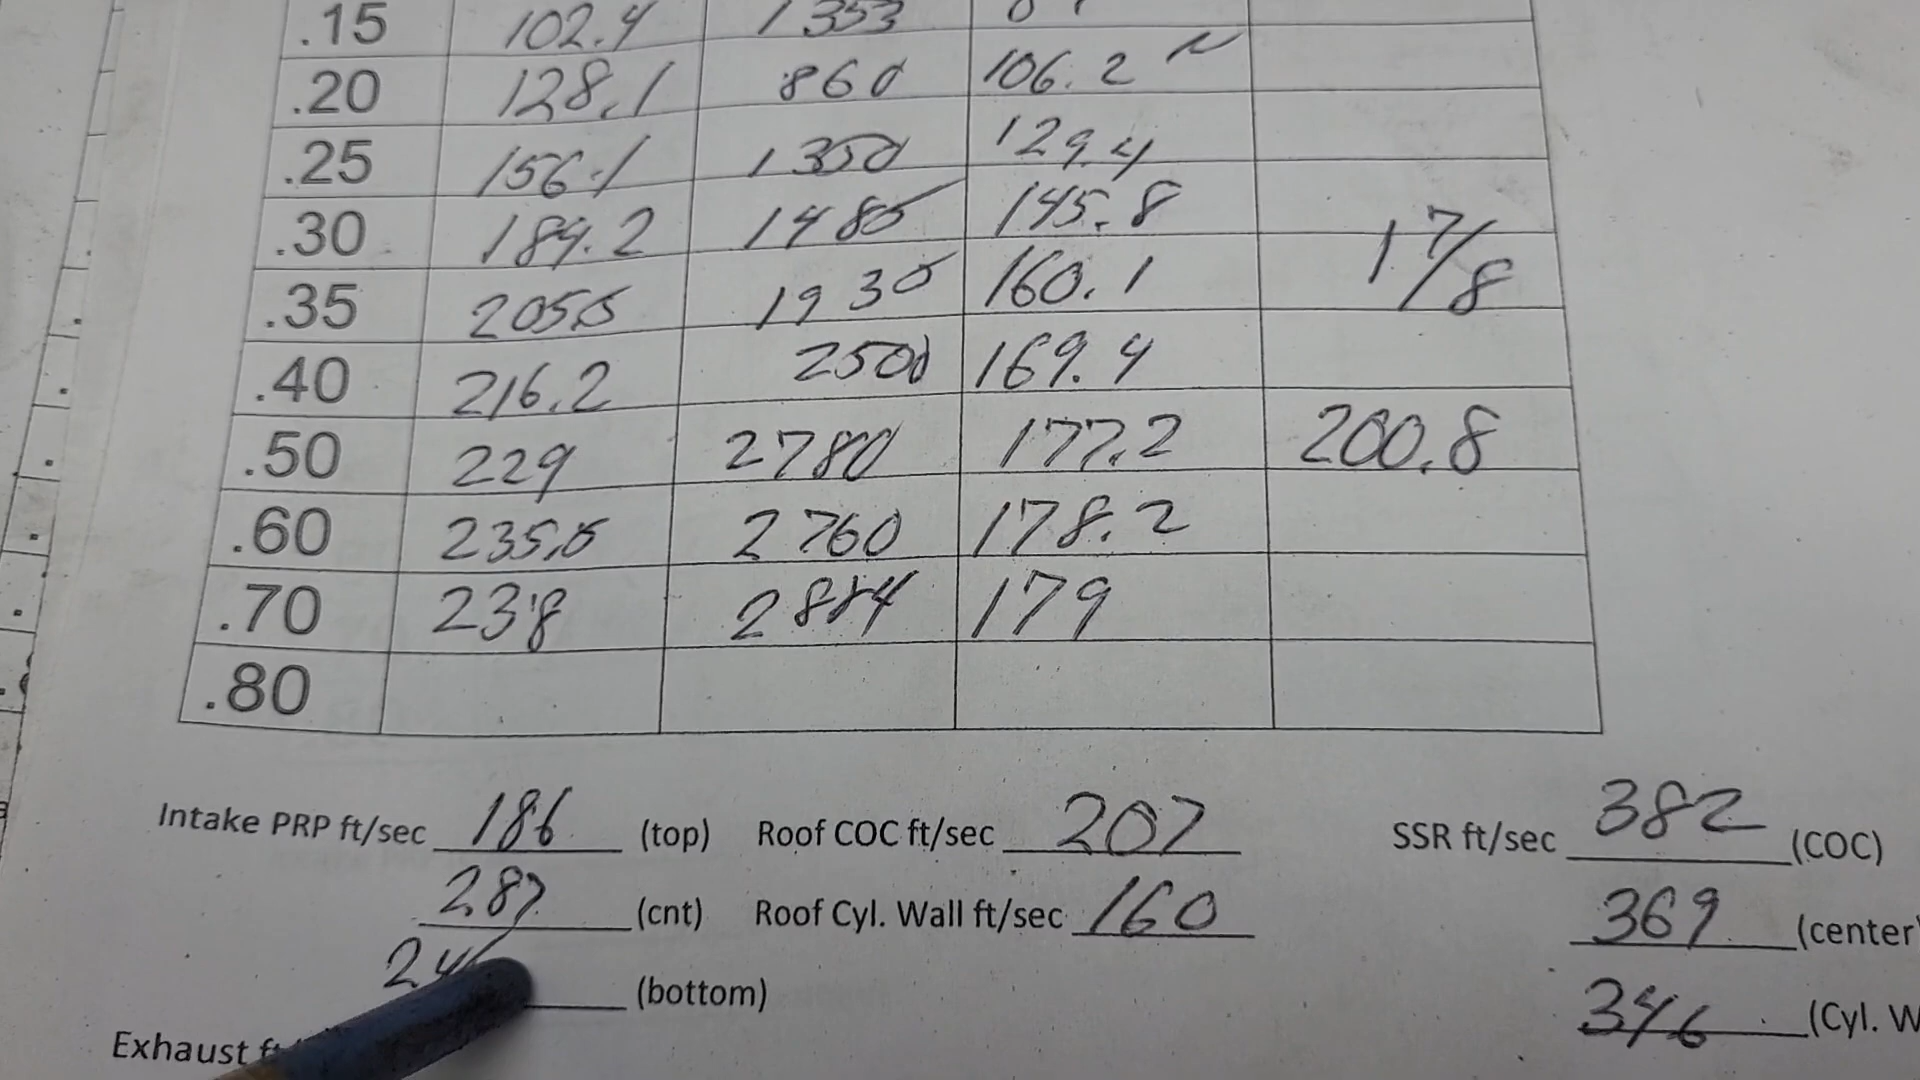 .15 102.4 1353
.20 128.1 860 106.2 ~
.25 156.1 1350 129.4
.30 184.2 1485 145.8
1 7/8
.35 205.5 1930 160.1
.40 216.2 2500 169.4
.50 229 2780 177.2 200.8
.60 235.5 2760 178.2
.70 238 2884 179
.80
Intake PRP ft/sec 186 (top) Roof COC ft/sec 207 SSR ft/sec 382 (COC)
287 (cnt) Roof Cyl. Wall ft/sec 160 369 (center
(bottom) 346 (Cyl. W
Exhaust